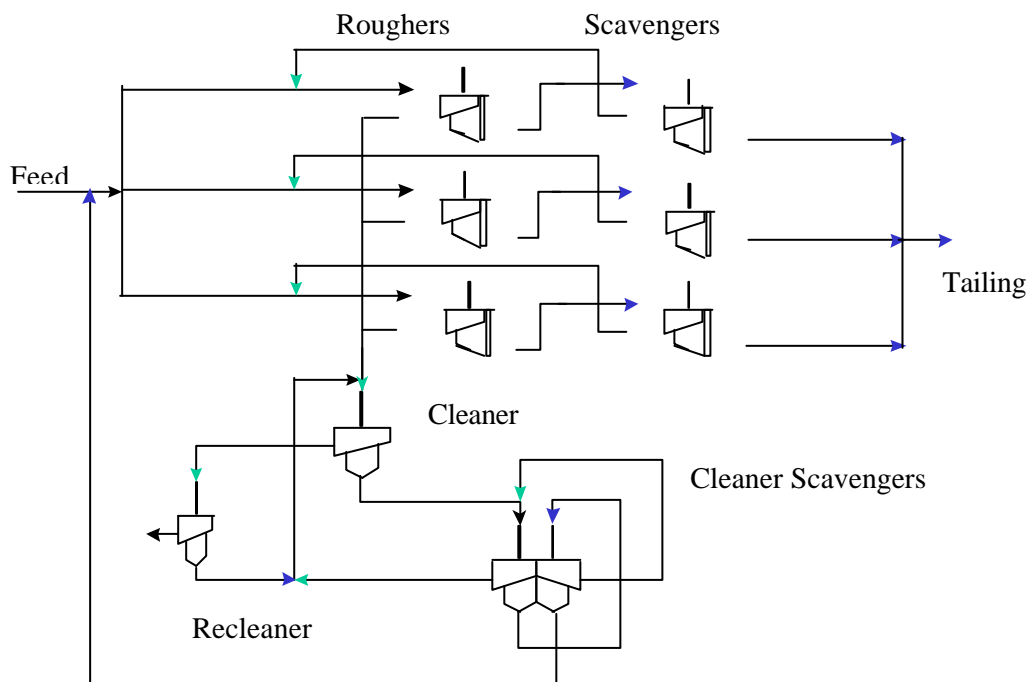 Roughers
Scavengers
Feed
Tailing
Cleaner
Cleaner Scavengers
Recleaner